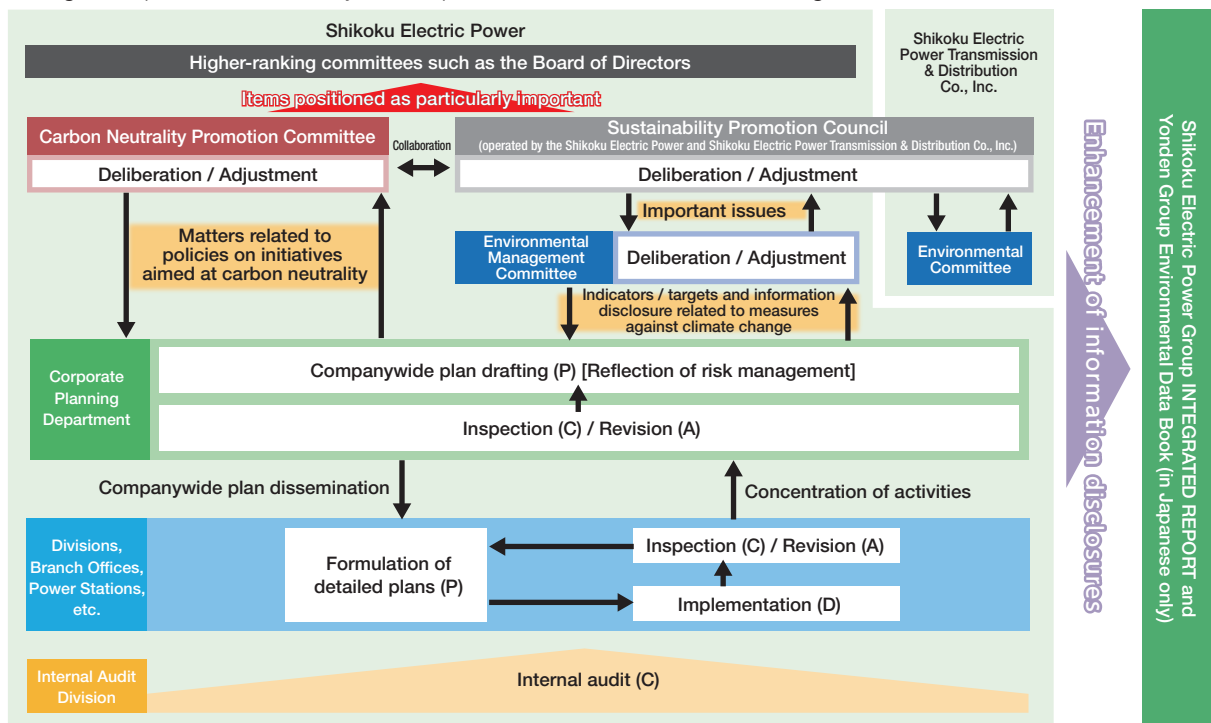 Shikoku Electric Power
Higher-ranking committees such as the Board of Directors
Items positioned as particularly important
Shikoku Electric
Power Transmission
& Distribution
Co., Inc.
Carbon Neutrality Promotion Committee
Deliberation / Adjustment
Collaboration
Sustainability Promotion Council
(operated by the Shikoku Electric Power and Shikoku Electric Power Transmission & Distribution Co., Inc.)
Deliberation / Adjustment
Matters related to
policies on initiatives
aimed at carbon neutrality
Important issues
Environmental
Management
Committee
Deliberation / Adjustment
Environmental
Committee
Indicators / targets and information
disclosure related to measures
against climate change
Corporate
Planning
Department
Companywide plan drafting (P) [Reflection of risk management]
Inspection (C) / Revision (A)
Companywide plan dissemination
Concentration of activities
Divisions,
Branch Offices,
Power Stations,
etc.
Formulation of
detailed plans (P)
Inspection (C) / Revision (A)
Implementation (D)
Internal Audit
Division
Internal audit (C)
Enhancement of information disclosures
Shikoku Electric Power Group INTEGRATED REPORT and
Yonden Group Environmental Data Book (in Japanese only)